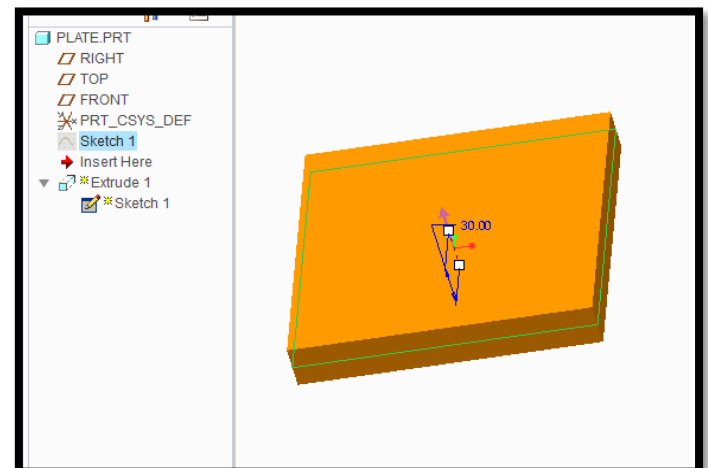 PLATE.PRT
RIGHT
TOP
FRONT
PRT_CSYS_DEF
Sketch 1
Insert Here
Extrude 1
Sketch 1
30.00